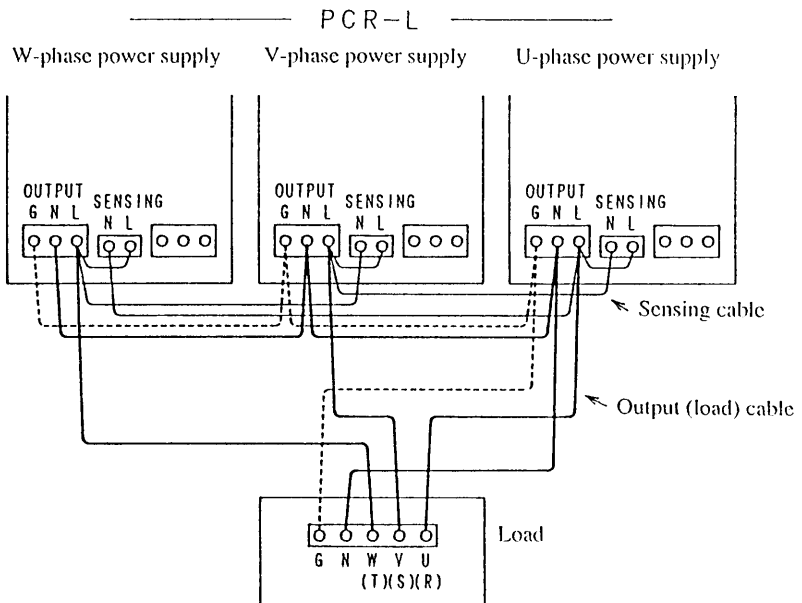 PCR-L
W-phase power supply V-phase power supply U-phase power supply
OUTPUT SENSING OUTPUT SENSING OUTPUT SENSING
G N L N L G N L N L G N L N L
Sensing cable
Output (load) cable
Load
G N W V U
(T)(S)(R)